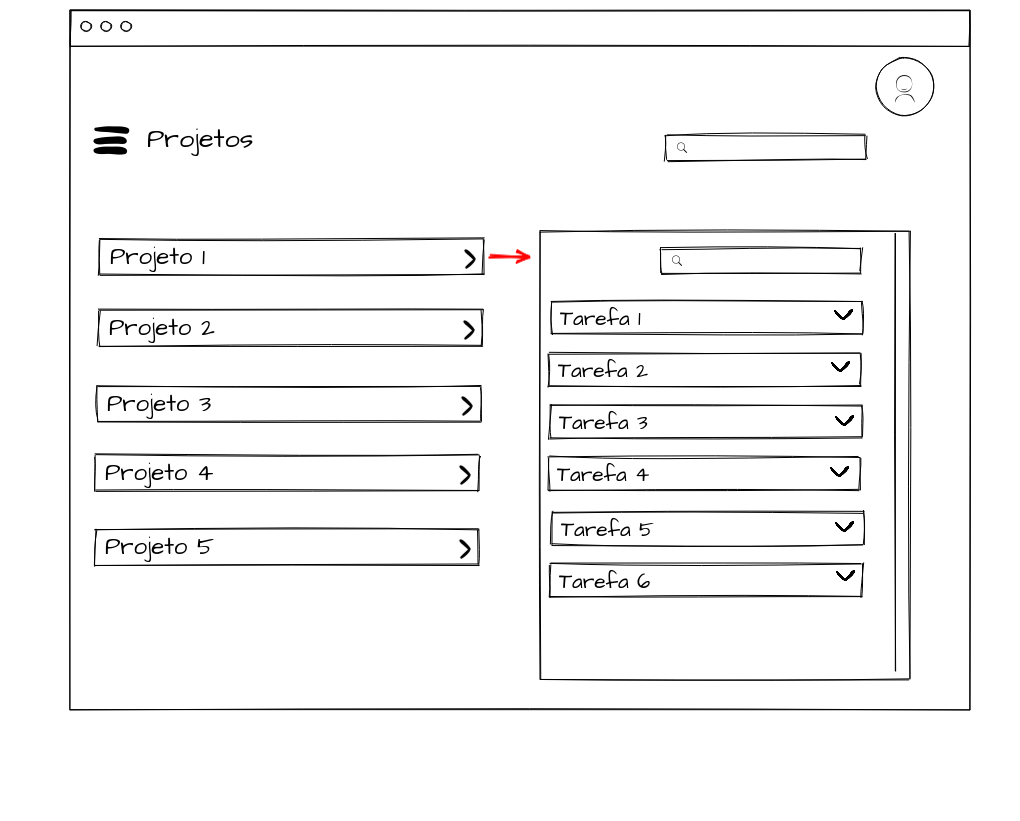 Projetos
Projeto 1
Projeto 2
Projeto 3
Projeto 4
Projeto 5
Tarefa 1
Tarefa 2
Tarefa 3
Tarefa 4
Tarefa 5
Tarefa 6